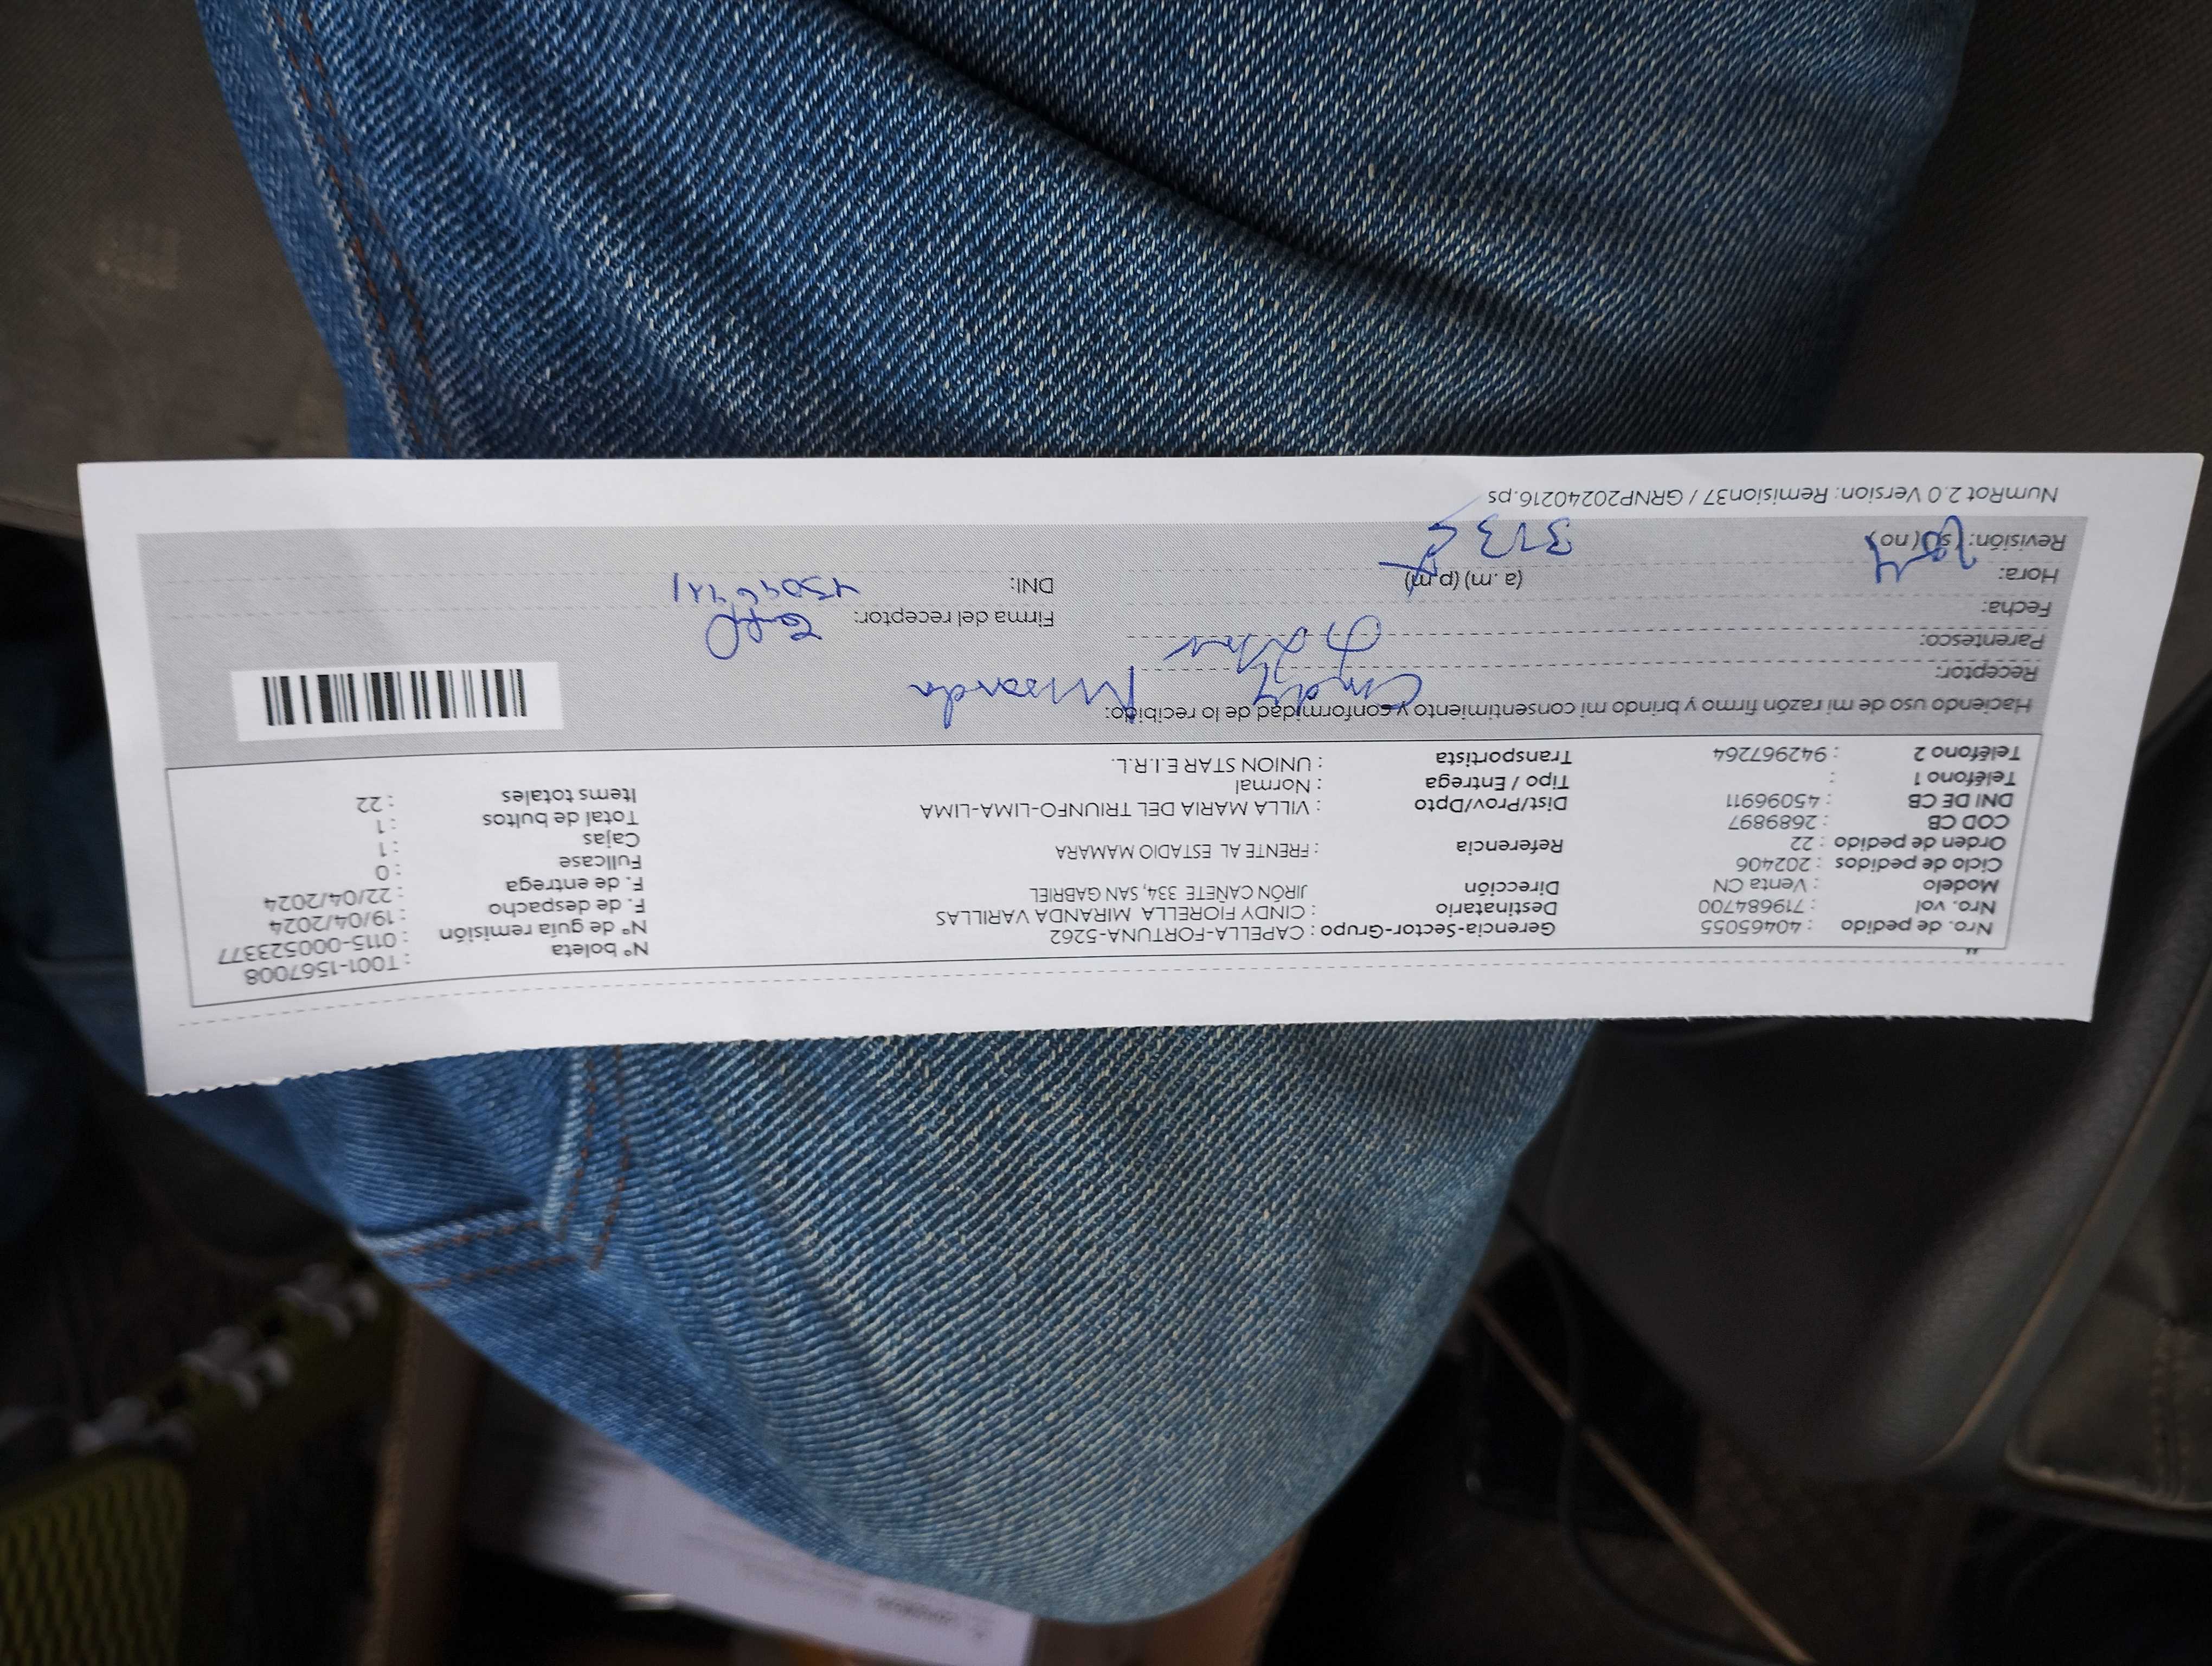 Nro. de pedido : 40465055
Nro. vol : 719684700
Modelo : Venta CN
Ciclo de pedidos : 202406
Orden de pedido : 22
COD CB : 2689897
DNI DE CB : 45096911
Teléfono 1 :
Teléfono 2 : 942967264
Gerencia-Sector-Grupo : CAPELLA-FORTUNA-5262
Destinatario : CINDY FIORELLA MIRANDA VARILLAS
Dirección JIRÓN CAÑETE 334, SAN GABRIEL
Referencia : FRENTE AL ESTADIO MAMARA
Dist/Prov/Dpto : VILLA MARIA DEL TRIUNFO-LIMA-LIMA
Tipo / Entrega : Normal
Transportista : UNION STAR E.I.R.L.
N° boleta : T001-1567008
N° de guía remisión : 0115-000523377
F. de despacho : 19/04/2024
F. de entrega : 22/04/2024
Fullcase : 0
Cajas : 1
Total de bultos : 1
Items totales : 22
Haciendo uso de mi razón firmo y brindo mi consentimiento y conformidad de lo recibido:
Receptor: Cindy Miranda
Parentesco:
Fecha:
Hora: (a. m) (p. m)
Revisión: (si) (no)
Firma del receptor:
DNI:
NumRot 2.0 Version: Remision37 / GRNP20240216.ps